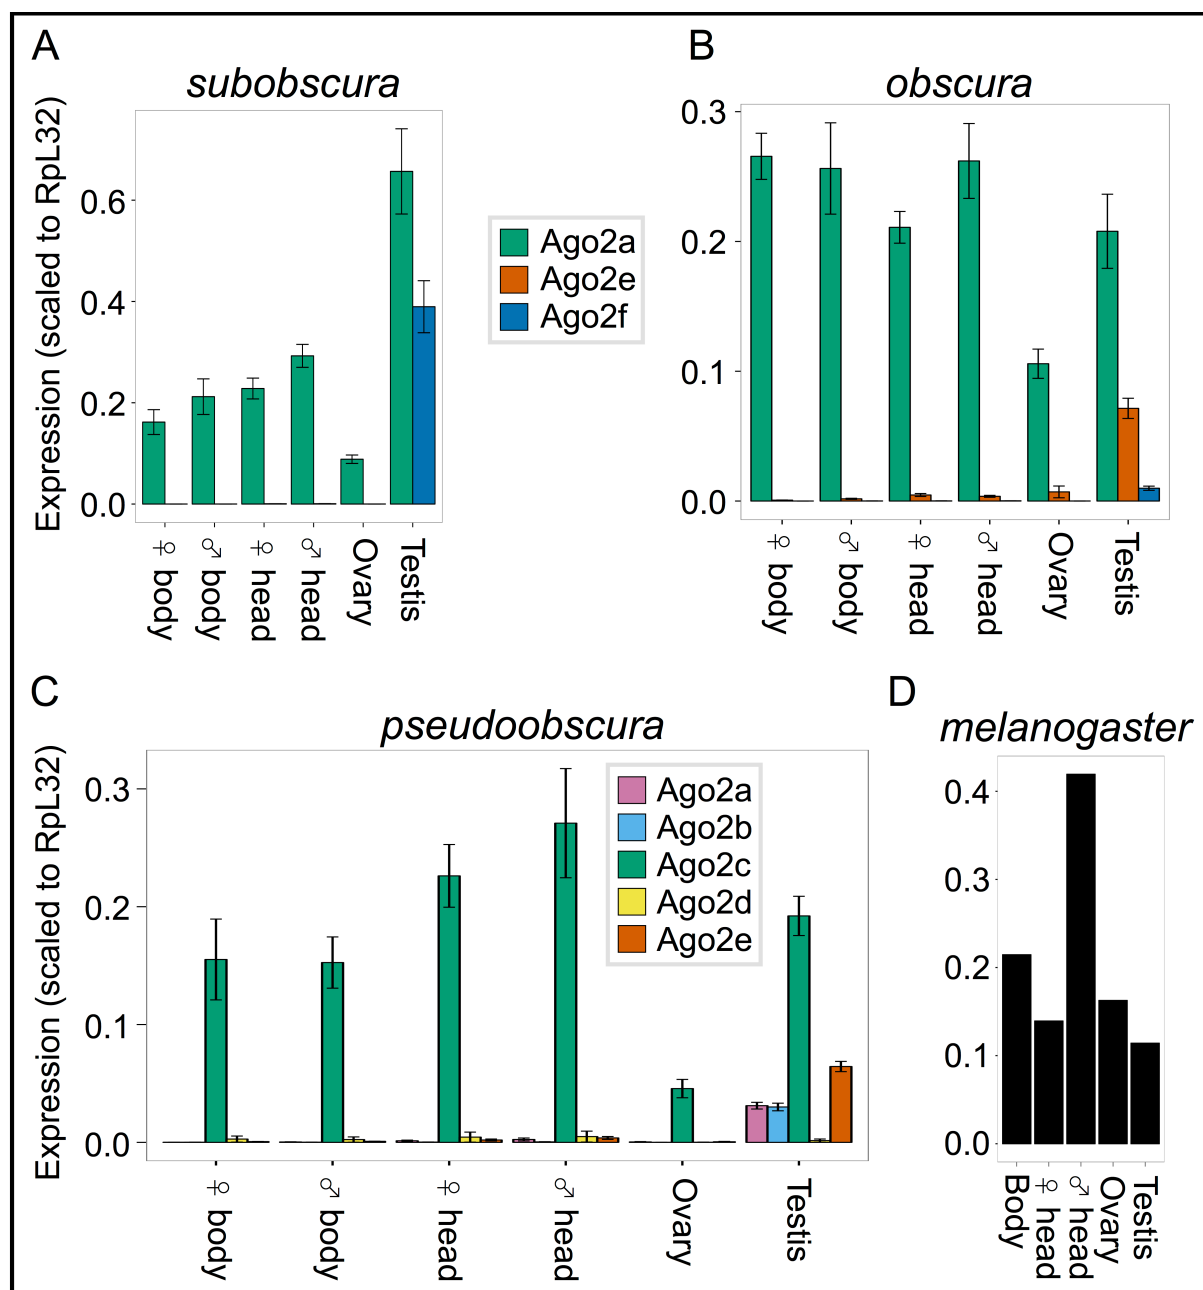 A
subobscura
Expression (scaled to RpL32)
0.6
0.4
0.2
0.0
♀ body
♂ body
♀ head
♂ head
Ovary
Testis
Ago2a
Ago2e
Ago2f
B
obscura
0.3
0.2
0.1
0.0
♀ body
♂ body
♀ head
♂ head
Ovary
Testis
C
pseudoobscura
Expression (scaled to RpL32)
0.3
0.2
0.1
0.0
Ago2a
Ago2b
Ago2c
Ago2d
Ago2e
♀ body
♂ body
♀ head
♂ head
Ovary
Testis
D
melanogaster
0.4
0.3
0.2
0.1
0.0
Body
♀ head
♂ head
Ovary
Testis